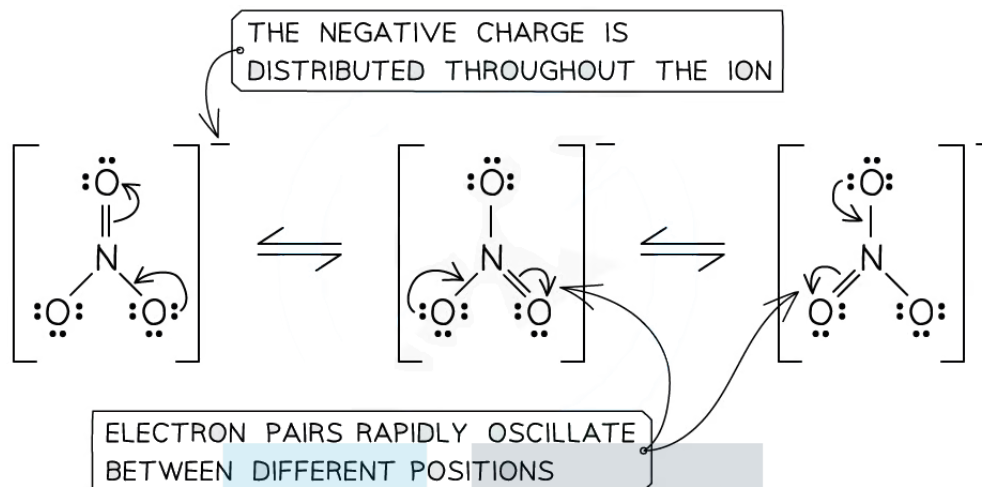 THE NEGATIVE CHARGE IS
DISTRIBUTED THROUGHOUT THE ION
O
N
O O
O
N
O O
O
N
O O
ELECTRON PAIRS RAPIDLY OSCILLATE
BETWEEN DIFFERENT POSITIONS